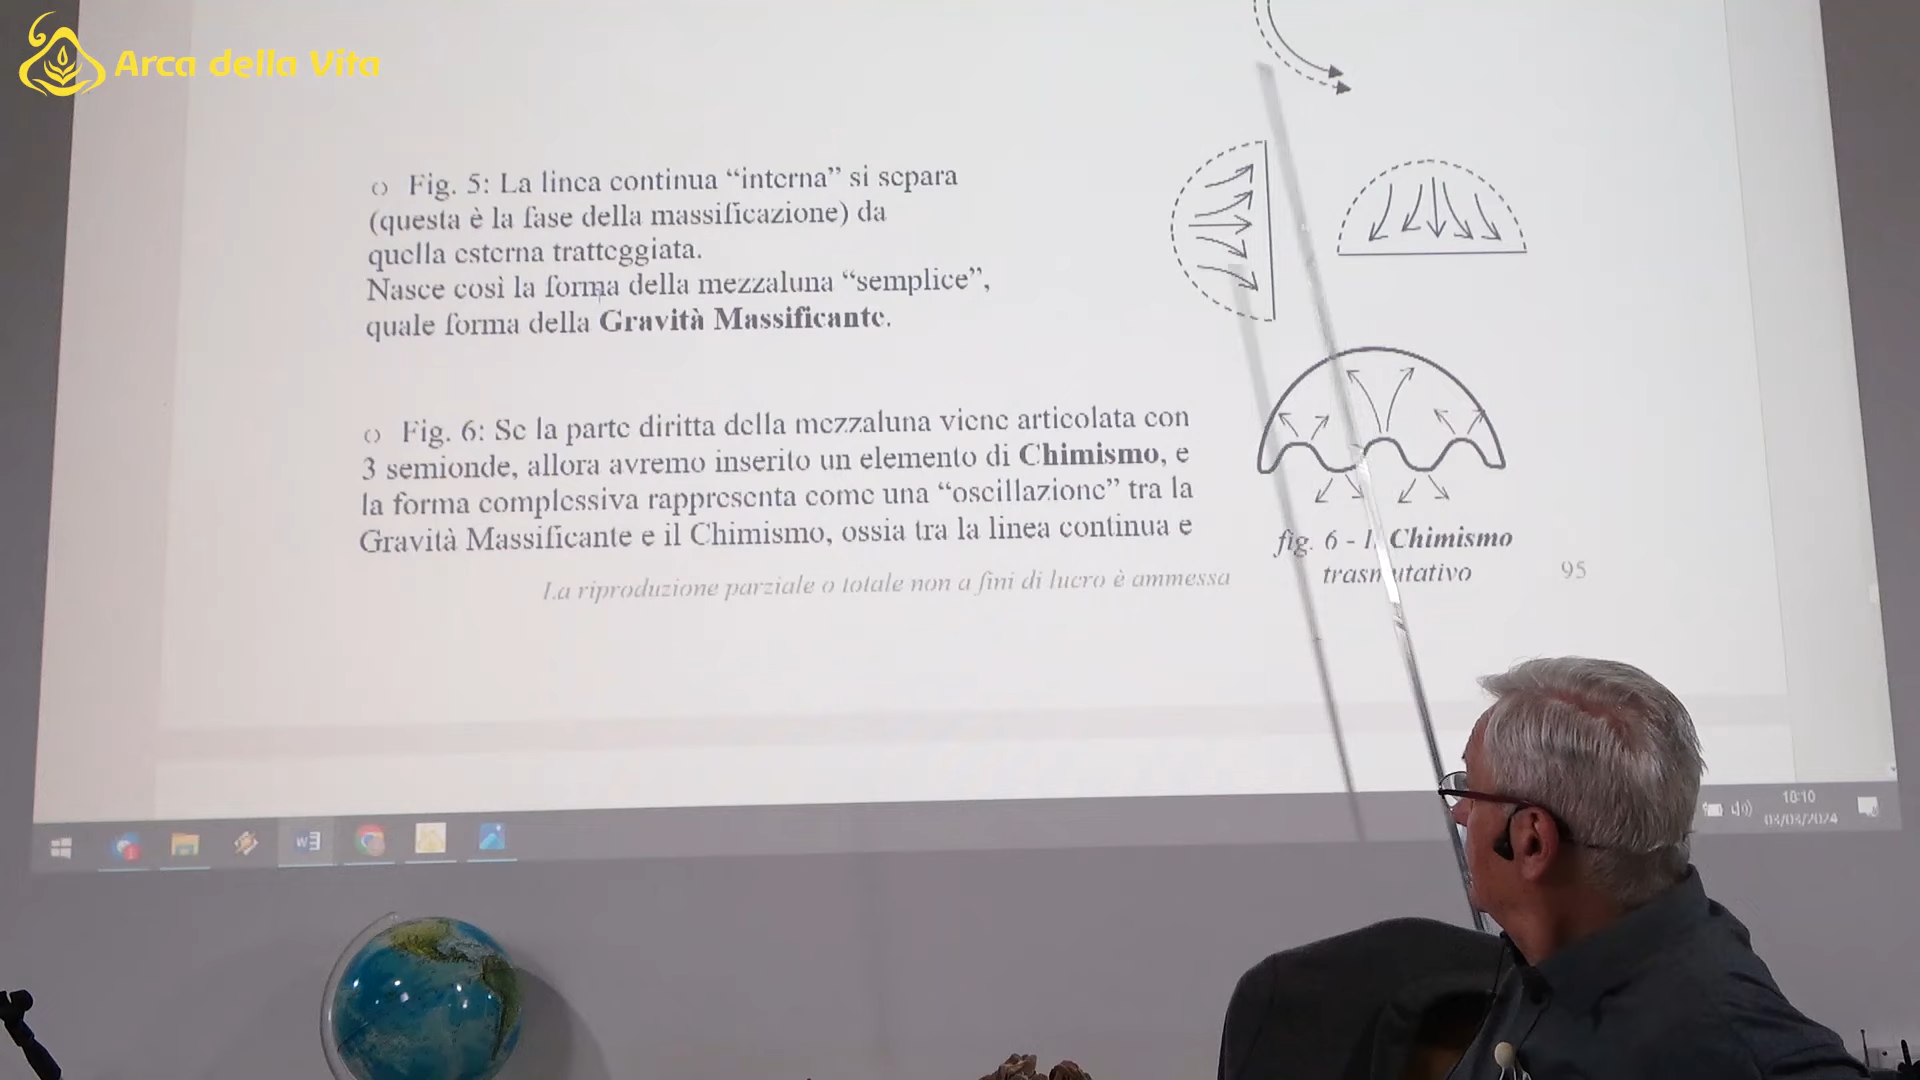 Arca della Vita
Fig. 5: La linea continua “interna” si separa
(questa è la fase della massificazione) da
quella esterna tratteggiata.
Nasce così la forma della mezzaluna “semplice”,
quale forma della Gravità Massificante.
Fig. 6: Se la parte diritta della mezzaluna viene articolata con
3 semionde, allora avremo inserito un elemento di Chimismo, e
la forma complessiva rappresenta come una “oscillazione” tra la
Gravità Massificante e il Chimismo, ossia tra la linea continua e
fig. 6 - Chimismo
La riproduzione parziale o totale non a fini di lucro è ammessa
trasmutativo
95